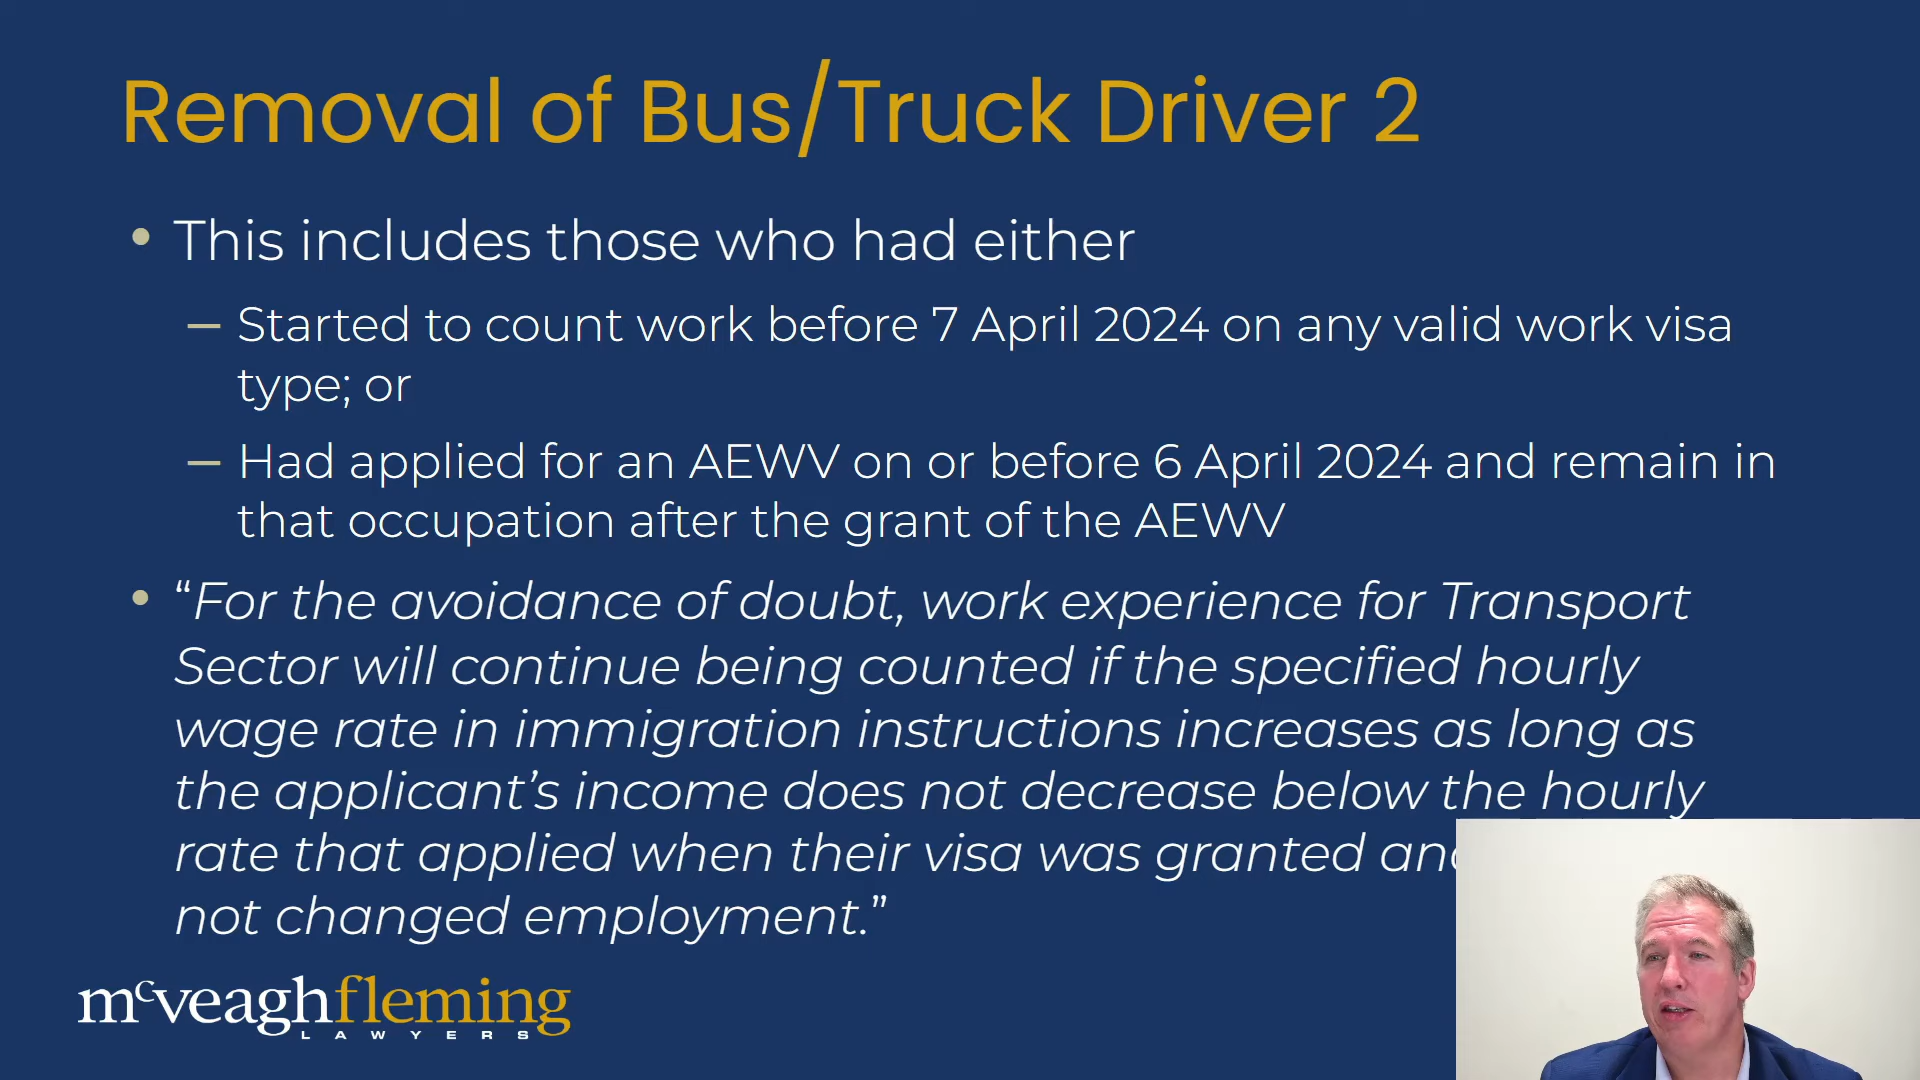 Removal of Bus/Truck Driver 2
• This includes those who had either
– Started to count work before 7 April 2024 on any valid work visa
type; or
– Had applied for an AEWV on or before 6 April 2024 and remain in
that occupation after the grant of the AEWV
• “For the avoidance of doubt, work experience for Transport
Sector will continue being counted if the specified hourly
wage rate in immigration instructions increases as long as
the applicant’s income does not decrease below the hourly
rate that applied when their visa was granted
not changed employment.”
mcveaghfleming
LAWYERS